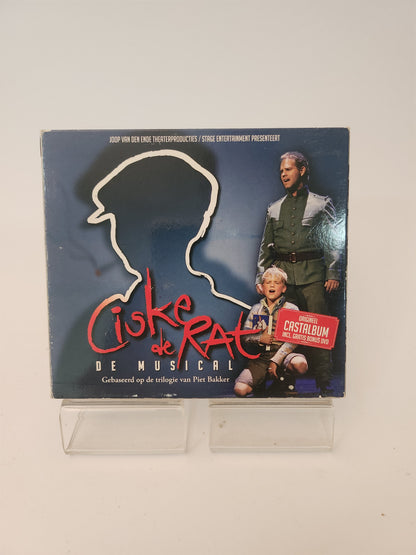 JOOP VAN DEN ENDE THEATERPRODUCTIES / STAGE ENTERTAINMENT PRESENTEERT
Ciske
de RAT
DE MUSICAL
Gebaseerd op de trilogie van Piet Bakker
ORIGINEEL
CASTALBUM
INCL. GRATIS BONUS DVD